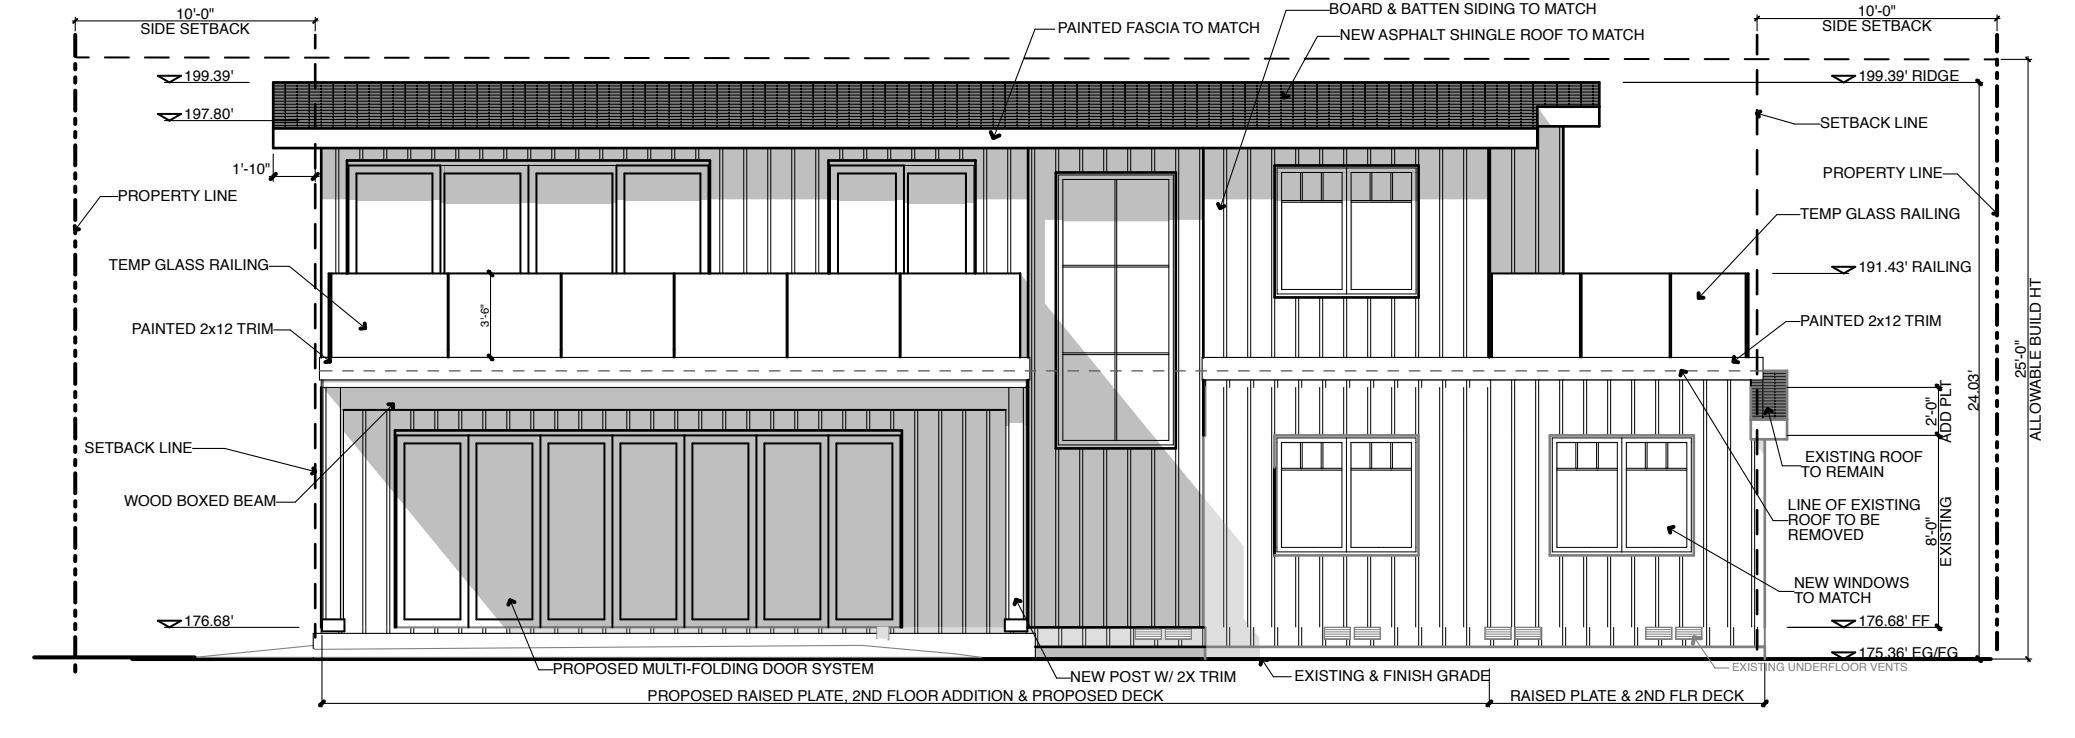 10'-0"
SIDE SETBACK
BOARD & BATTEN SIDING TO MATCH
PAINTED FASCIA TO MATCH
NEW ASPHALT SHINGLE ROOF TO MATCH
10'-0"
SIDE SETBACK
199.39'
199.39' RIDGE
197.80'
SETBACK LINE
1'-10"
PROPERTY LINE
PROPERTY LINE
TEMP GLASS RAILING
TEMP GLASS RAILING
191.43' RAILING
3'-6"
PAINTED 2x12 TRIM
PAINTED 2x12 TRIM
25'-0"
ALLOWABLE BUILD HT
24.03'
2'-0"
ADD PLT
SETBACK LINE
EXISTING ROOF
TO REMAIN
WOOD BOXED BEAM
LINE OF EXISTING
ROOF TO BE
REMOVED
8'-0"
EXISTING
NEW WINDOWS
TO MATCH
176.68'
176.68' FF
175.36' EG/FG
EXISTING UNDERFLOOR VENTS
PROPOSED MULTI-FOLDING DOOR SYSTEM
NEW POST W/ 2X TRIM
EXISTING & FINISH GRADE
PROPOSED RAISED PLATE, 2ND FLOOR ADDITION & PROPOSED DECK
RAISED PLATE & 2ND FLR DECK